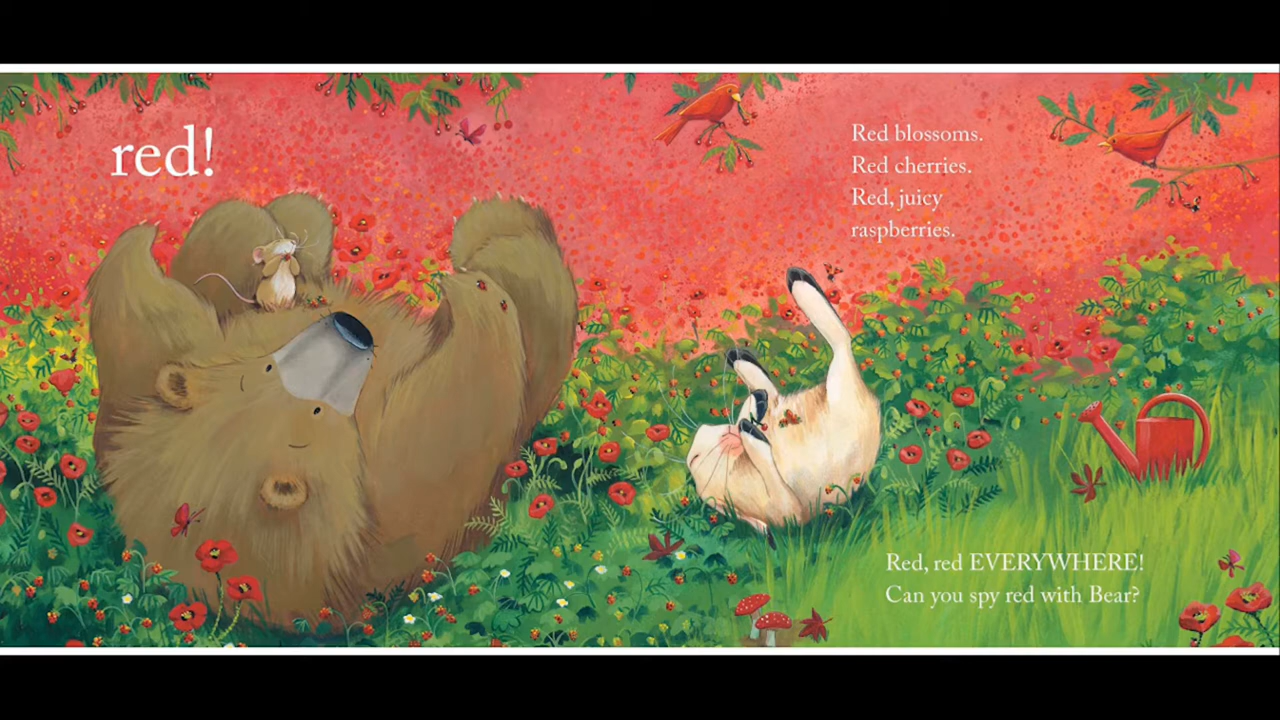 red!
Red blossoms.
Red cherries.
Red, juicy
raspberries.
Red, red EVERYWHERE!
Can you spy red with Bear?